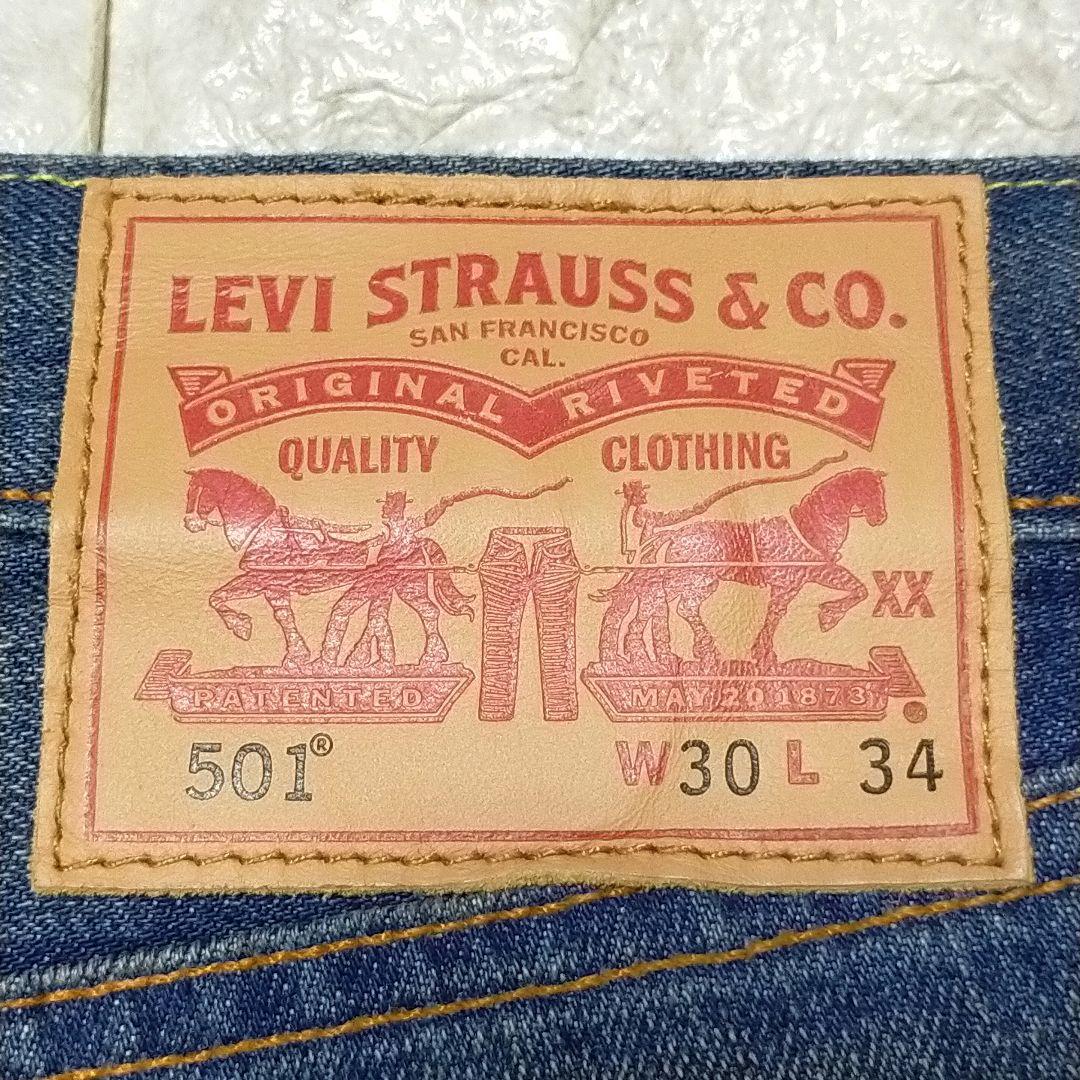 LEVI STRAUSS & CO.
SAN FRANCISCO
CAL.
ORIGINAL RIVETED
QUALITY CLOTHING
XX
PATENTED MAY 20 1873
501® W30 L 34